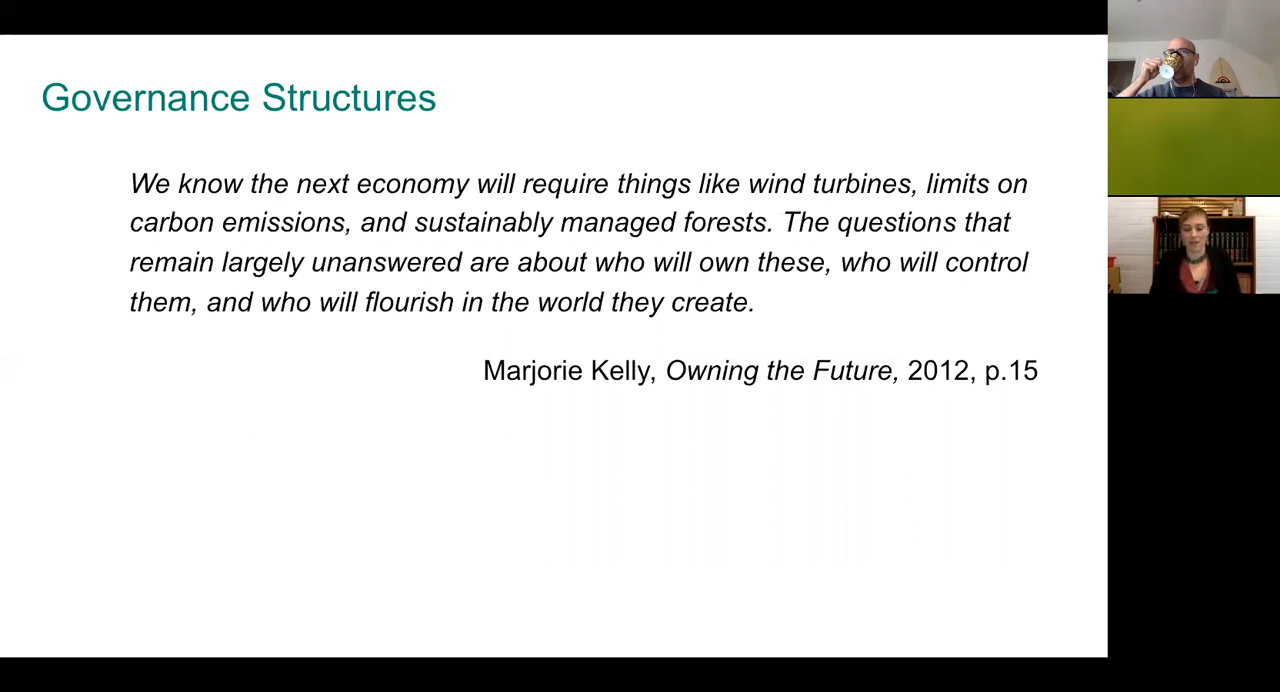 Governance Structures
We know the next economy will require things like wind turbines, limits on
carbon emissions, and sustainably managed forests. The questions that
remain largely unanswered are about who will own these, who will control
them, and who will flourish in the world they create.
Marjorie Kelly, Owning the Future, 2012, p.15